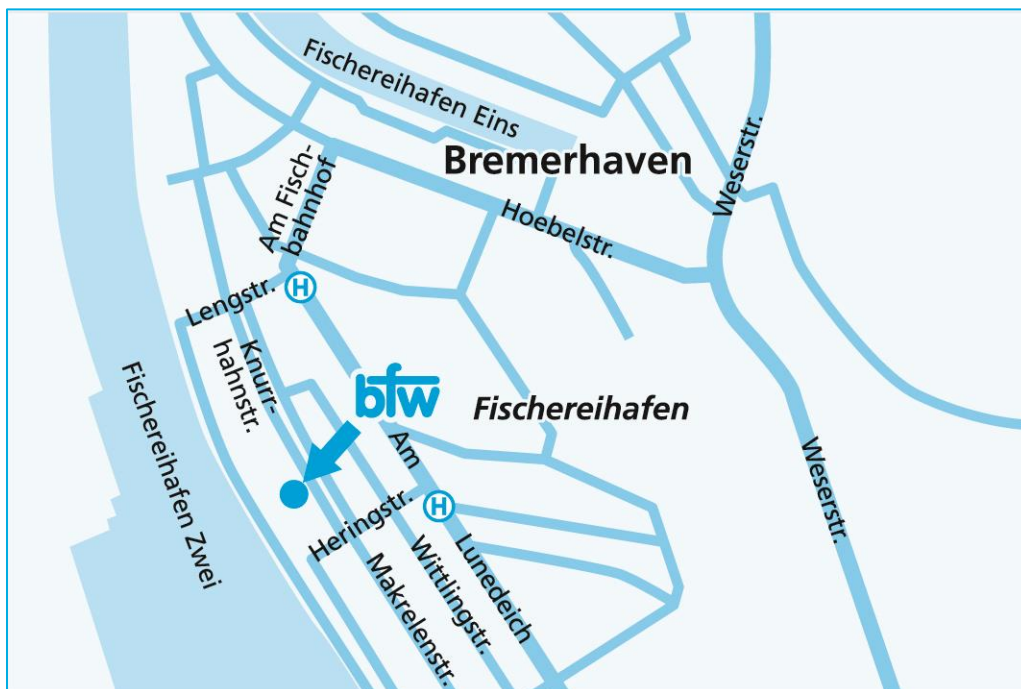 Fischereihafen Eins
Bremerhaven
Weserstr.
Am Fisch-
bahnhof
Hoebelstr.
Lengstr.
H
Knurr-
hahnstr.
bfw
Fischereihafen
Fischereihafen Zwei
Am
Lunedeich
Weserstr.
Heringstr.
H
Wittlingstr.
Makrelenstr.